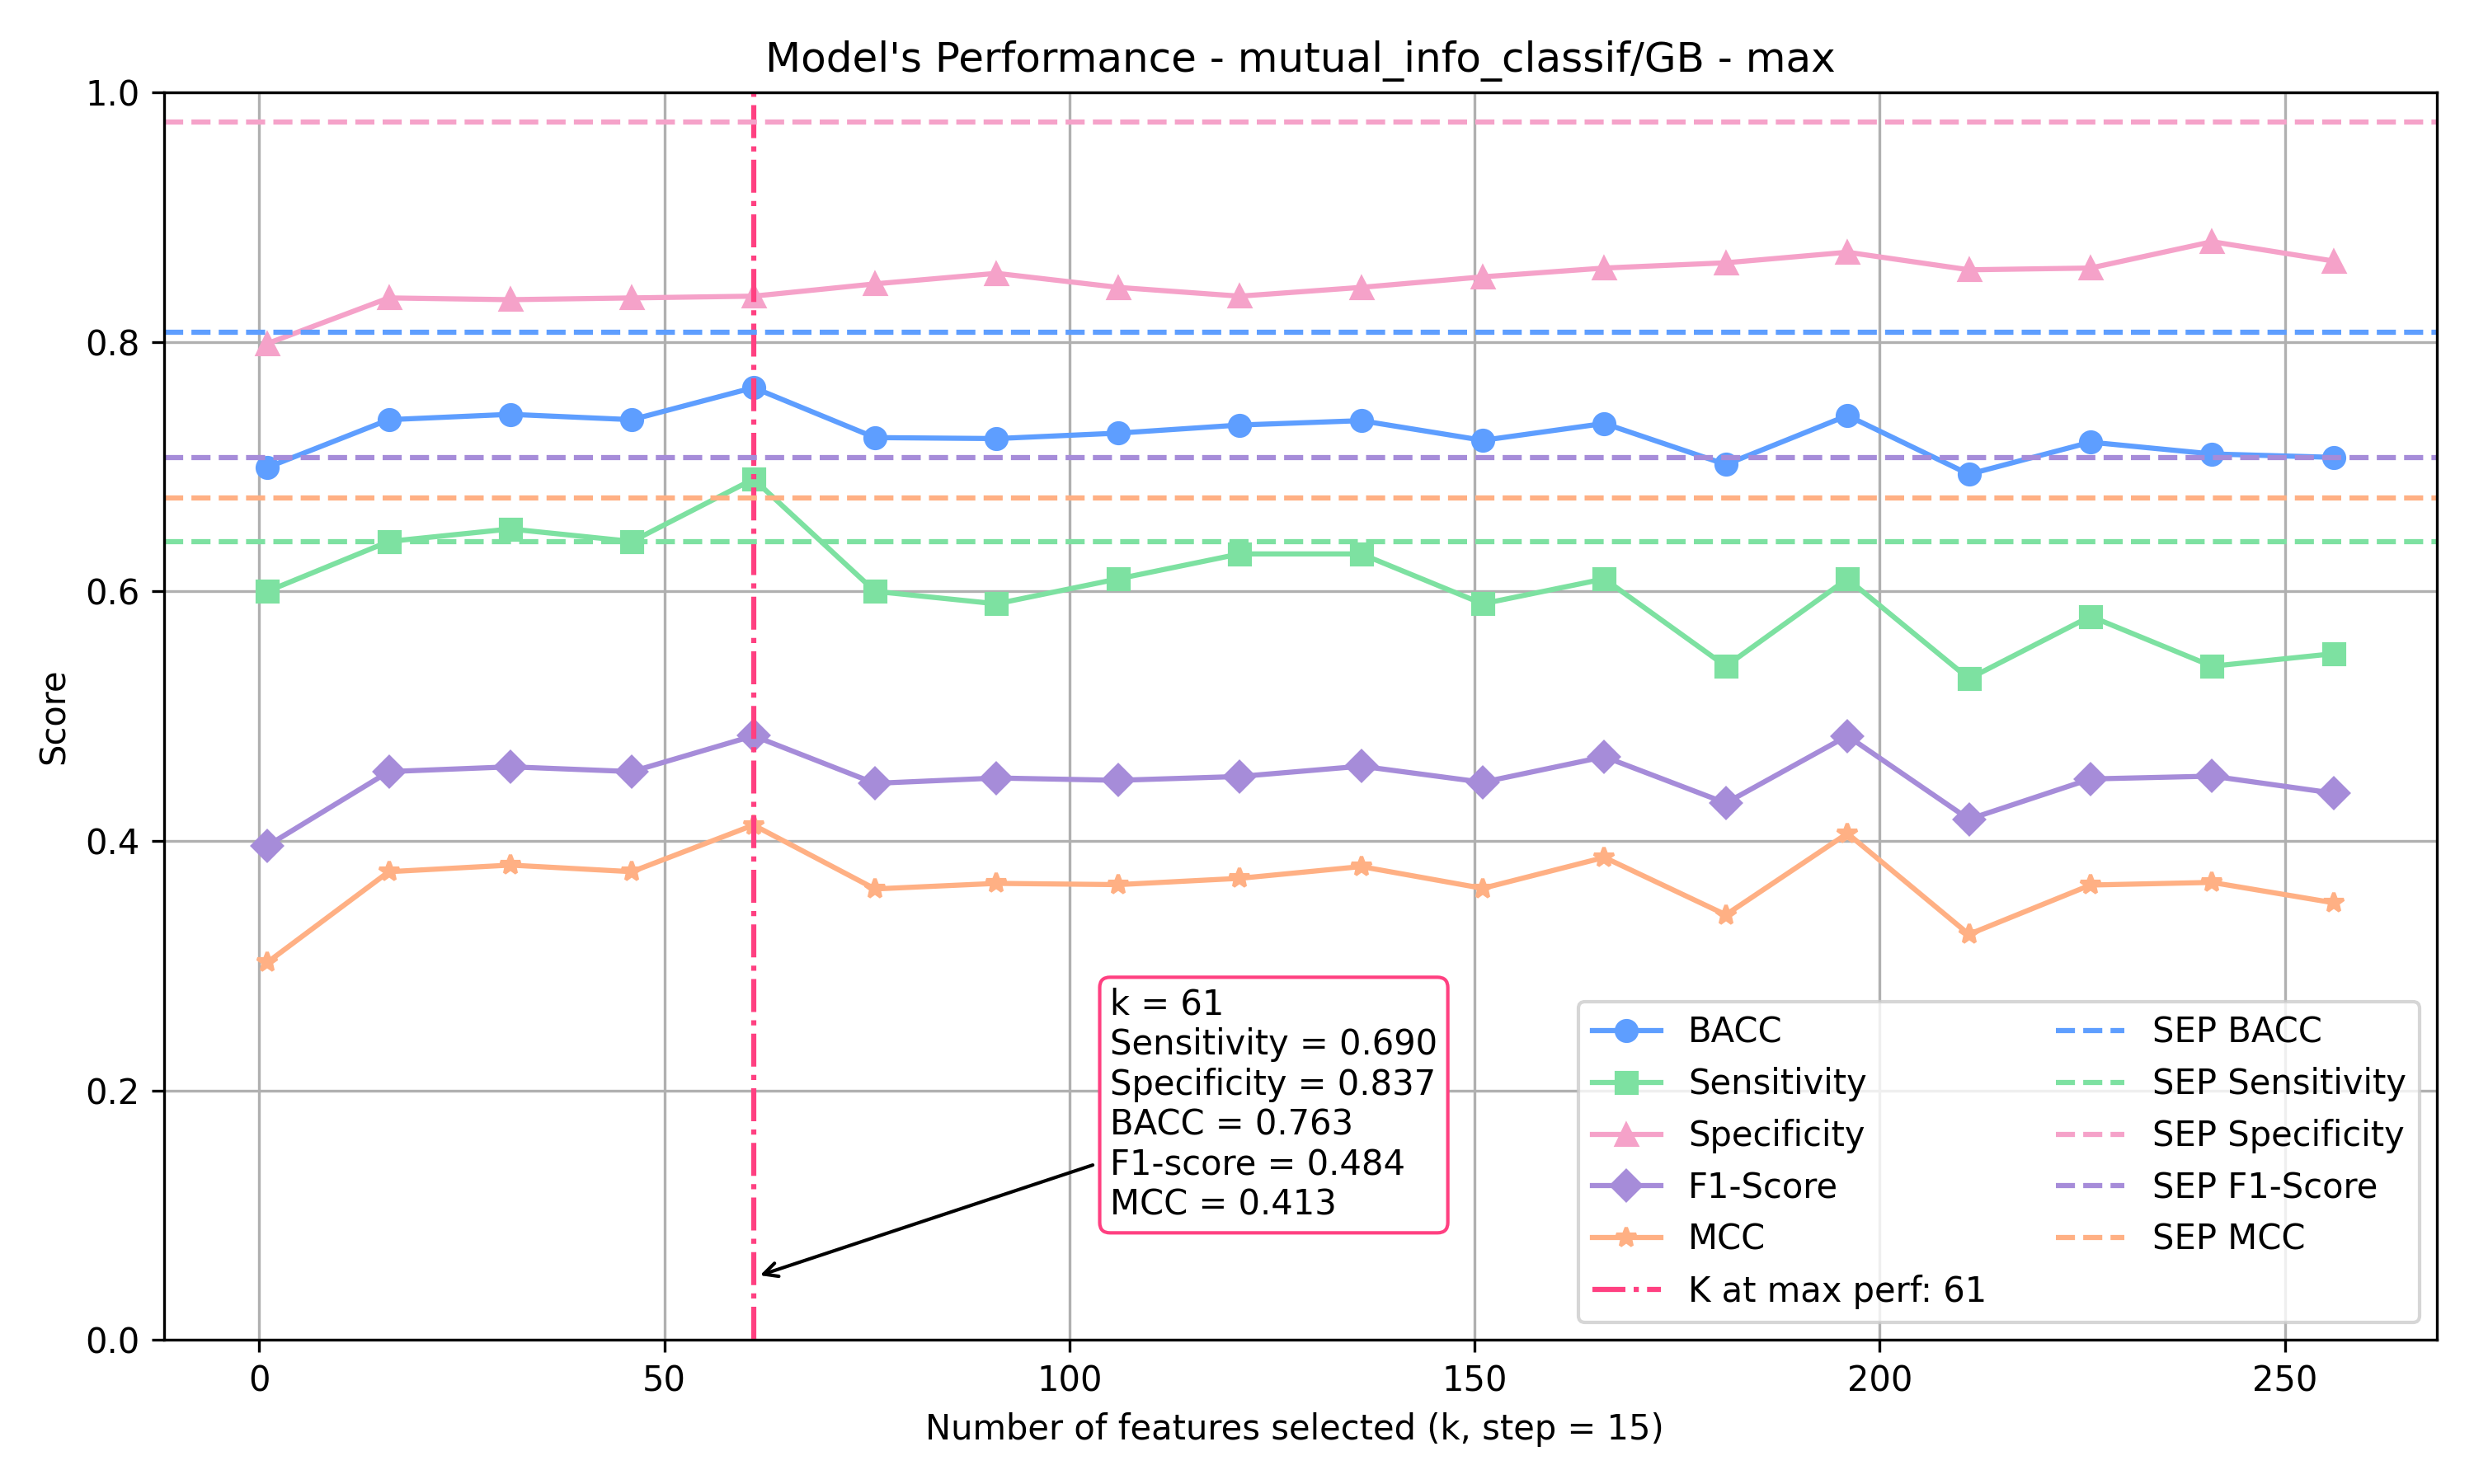 Model's Performance - mutual_info_classif/GB - max
1.0
0.8
0.6
0.4
0.2
0.0
Score
0
50
100
150
200
250
Number of features selected (k, step = 15)
k = 61
Sensitivity = 0.690
Specificity = 0.837
BACC = 0.763
F1-score = 0.484
MCC = 0.413
BACC
Sensitivity
Specificity
F1-Score
MCC
K at max perf: 61
SEP BACC
SEP Sensitivity
SEP Specificity
SEP F1-Score
SEP MCC